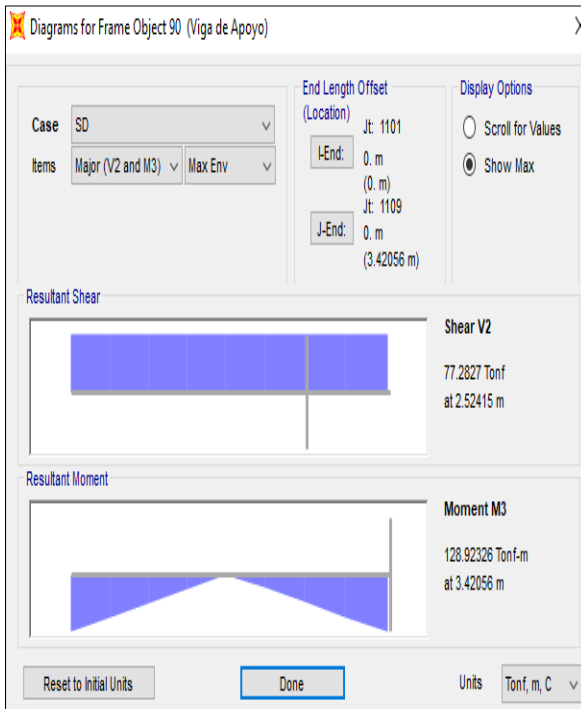 Diagrams for Frame Object 90 (Viga de Apoyo)
Case SD
Items Major (V2 and M3) Max Env
End Length Offset
(Location)
Jt: 1101
I-End: 0. m
(0. m)
Jt: 1109
J-End: 0. m
(3.42056 m)
Display Options
Scroll for Values
Show Max
Resultant Shear
Shear V2
77.2827 Tonf
at 2.52415 m
Resultant Moment
Moment M3
128.92326 Tonf-m
at 3.42056 m
Reset to Initial Units Done Units Tonf, m, C